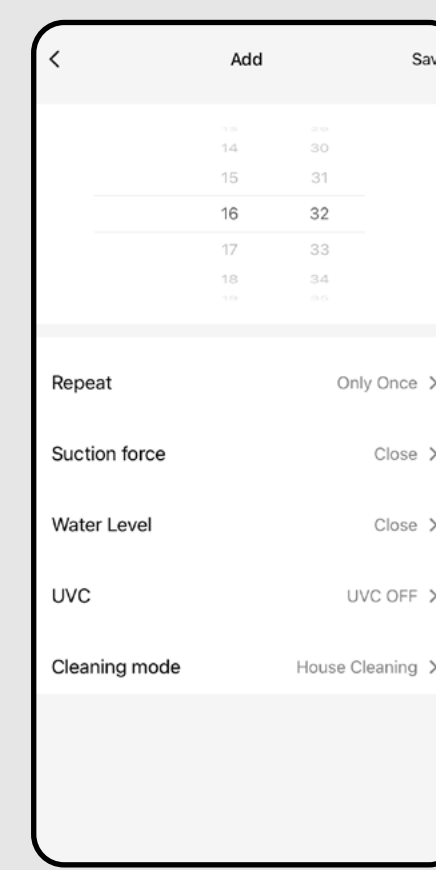 Add Sav
14 30
15 31
16 32
17 33
18 34
Repeat Only Once
Suction force Close
Water Level Close
UVC UVC OFF
Cleaning mode House Cleaning